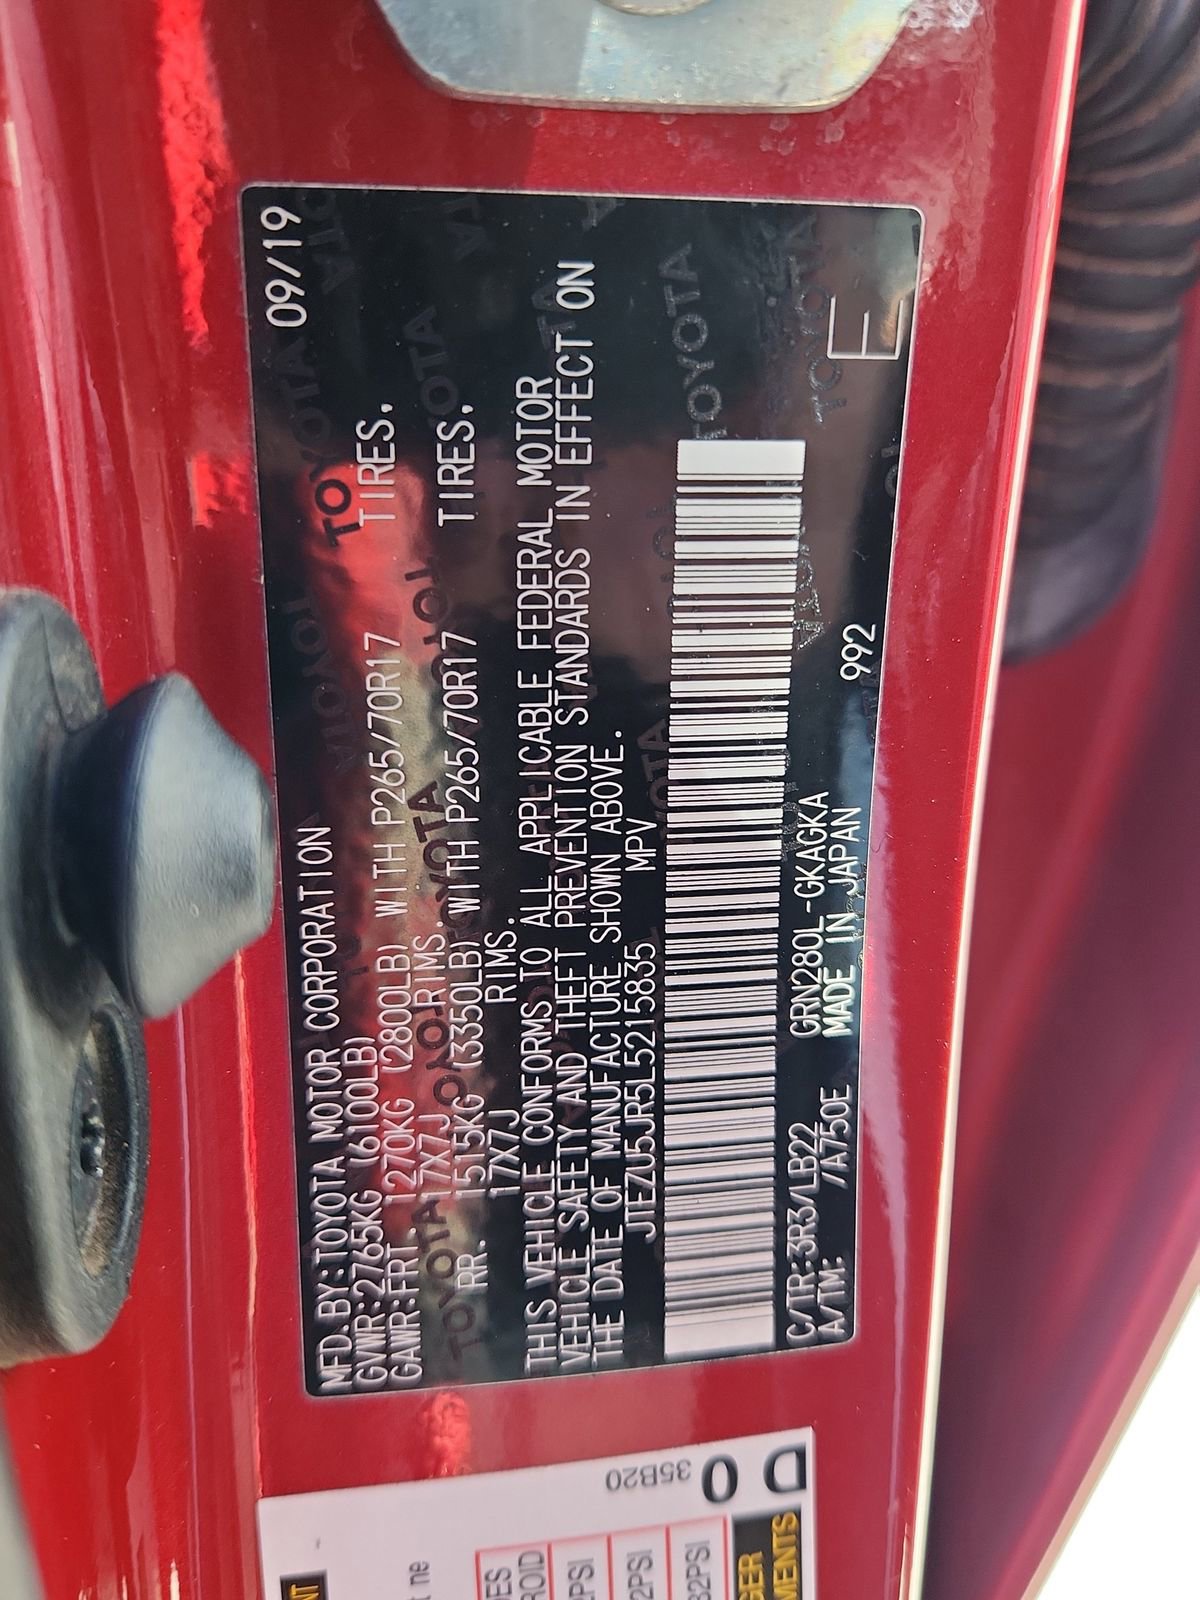 09/19
MFD.BY:TOYOTA MOTOR CORPORATION
GVWR:2765KG (6100LB)
GAWR:FRT. 1270KG (2800LB) WITH P265/70R17 TIRES.
17X7J RIMS.
RR. 1515KG (3350LB) WITH P265/70R17 TIRES.
17X7J RIMS.
THIS VEHICLE CONFORMS TO ALL APPLICABLE FEDERAL MOTOR
VEHICLE SAFETY AND THEFT PREVENTION STANDARDS IN EFFECT ON
THE DATE OF MANUFACTURE SHOWN ABOVE.
JTEZU5JR5L5215835 MPV
C/TR:3R3/LB22 GRN280L-GKAGKA
A/TM: /A750E MADE IN JAPAN 992
E
TOYOTA
35B20
D 0
2PSI
MENTS